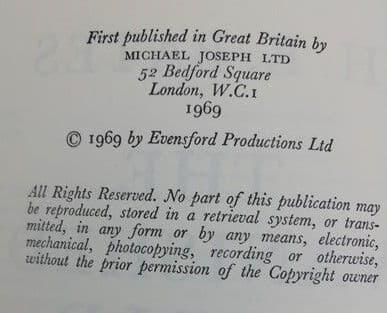 First published in Great Britain by
MICHAEL JOSEPH LTD
52 Bedford Square
London, W.C.1
1969
© 1969 by Evensford Productions Ltd
All Rights Reserved. No part of this publication may
be reproduced, stored in a retrieval system, or trans-
mitted, in any form or by any means, electronic,
mechanical, photocopying, recording or otherwise,
without the prior permission of the Copyright owner